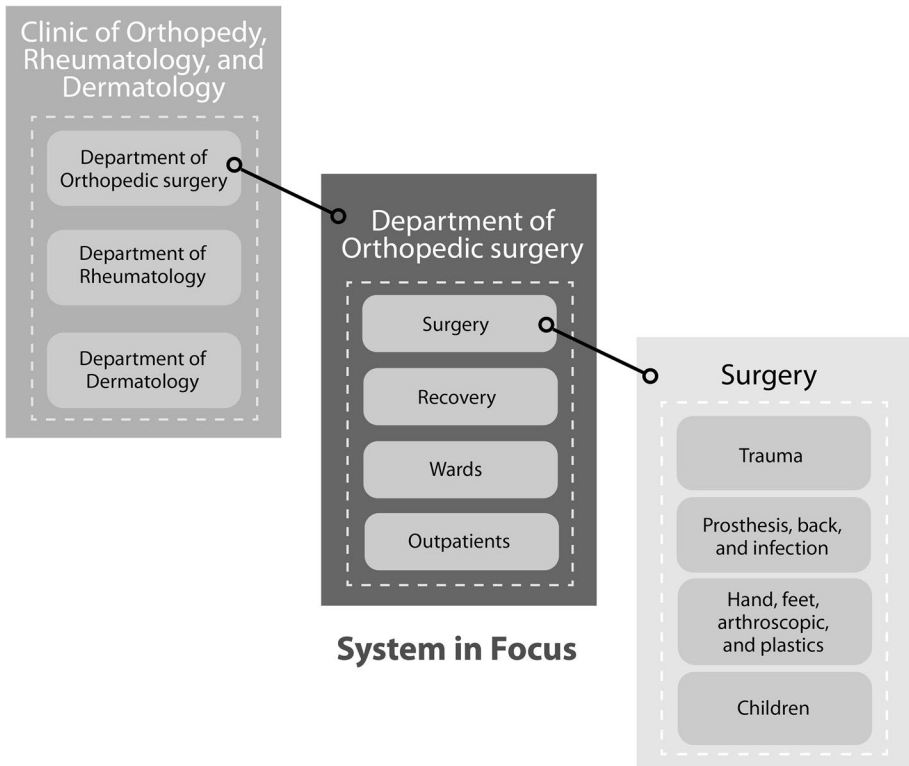 Clinic of Orthopedy,
Rheumatology, and
Dermatology
Department of
Orthopedic surgery
Department of
Rheumatology
Department of
Dermatology
Department of
Orthopedic surgery
Surgery
Recovery
Wards
Outpatients
System in Focus
Surgery
Trauma
Prosthesis, back,
and infection
Hand, feet,
arthroscopic,
and plastics
Children